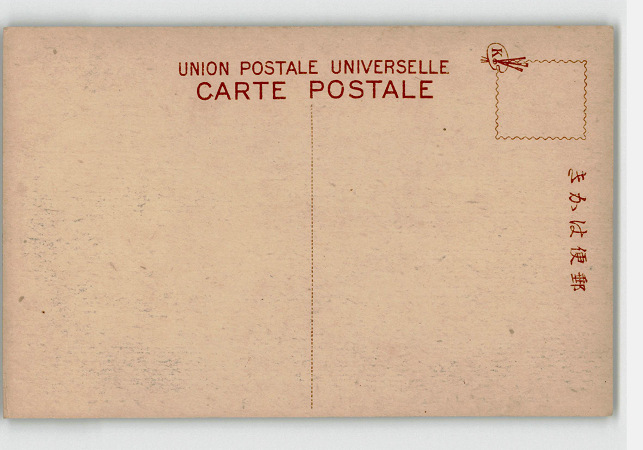 UNION POSTALE UNIVERSELLE
CARTE POSTALE
K
きかは便郵